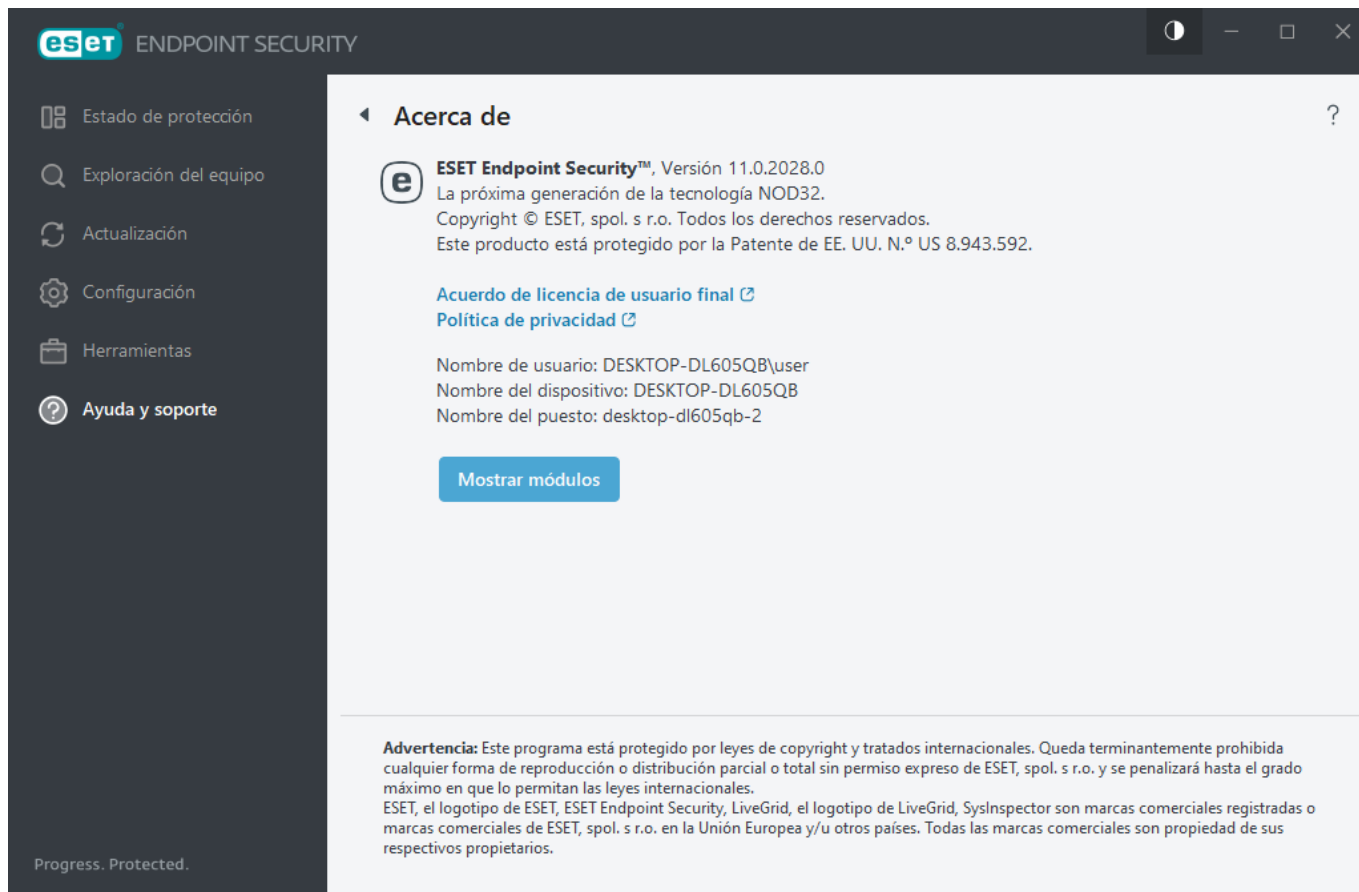 eset ENDPOINT SECURITY
Estado de protección
Exploración del equipo
Actualización
Configuración
Herramientas
Ayuda y soporte
Progress. Protected.
Acerca de
?
e
ESET Endpoint Security™, Versión 11.0.2028.0
La próxima generación de la tecnología NOD32.
Copyright © ESET, spol. s r.o. Todos los derechos reservados.
Este producto está protegido por la Patente de EE. UU. N.º US 8.943.592.
Acuerdo de licencia de usuario final
Política de privacidad
Nombre de usuario: DESKTOP-DL605QB\user
Nombre del dispositivo: DESKTOP-DL605QB
Nombre del puesto: desktop-dl605qb-2
Mostrar módulos
Advertencia: Este programa está protegido por leyes de copyright y tratados internacionales. Queda terminantemente prohibida
cualquier forma de reproducción o distribución parcial o total sin permiso expreso de ESET, spol. s r.o. y se penalizará hasta el grado
máximo en que lo permitan las leyes internacionales.
ESET, el logotipo de ESET, ESET Endpoint Security, LiveGrid, el logotipo de LiveGrid, SysInspector son marcas comerciales registradas o
marcas comerciales de ESET, spol. s r.o. en la Unión Europea y/u otros países. Todas las marcas comerciales son propiedad de sus
respectivos propietarios.